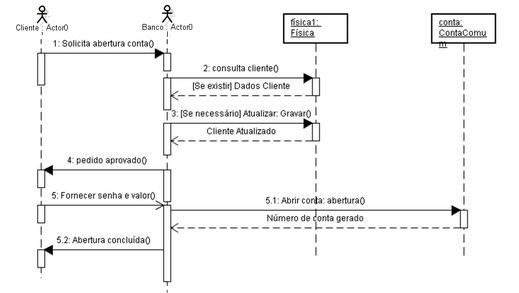 física1:
Física
conta:
ContaComu
m
Cliente : Actor0
Banco : Actor0
1: Solicita abertura conta()
2: consulta cliente()
[Se existir] Dados Cliente
3: [Se necessário] Atualizar: Gravar()
Cliente Atualizado
4: pedido aprovado()
5: Fornecer senha e valor()
5.1: Abrir conta: abertura()
Número de conta gerado
5.2: Abertura concluída()